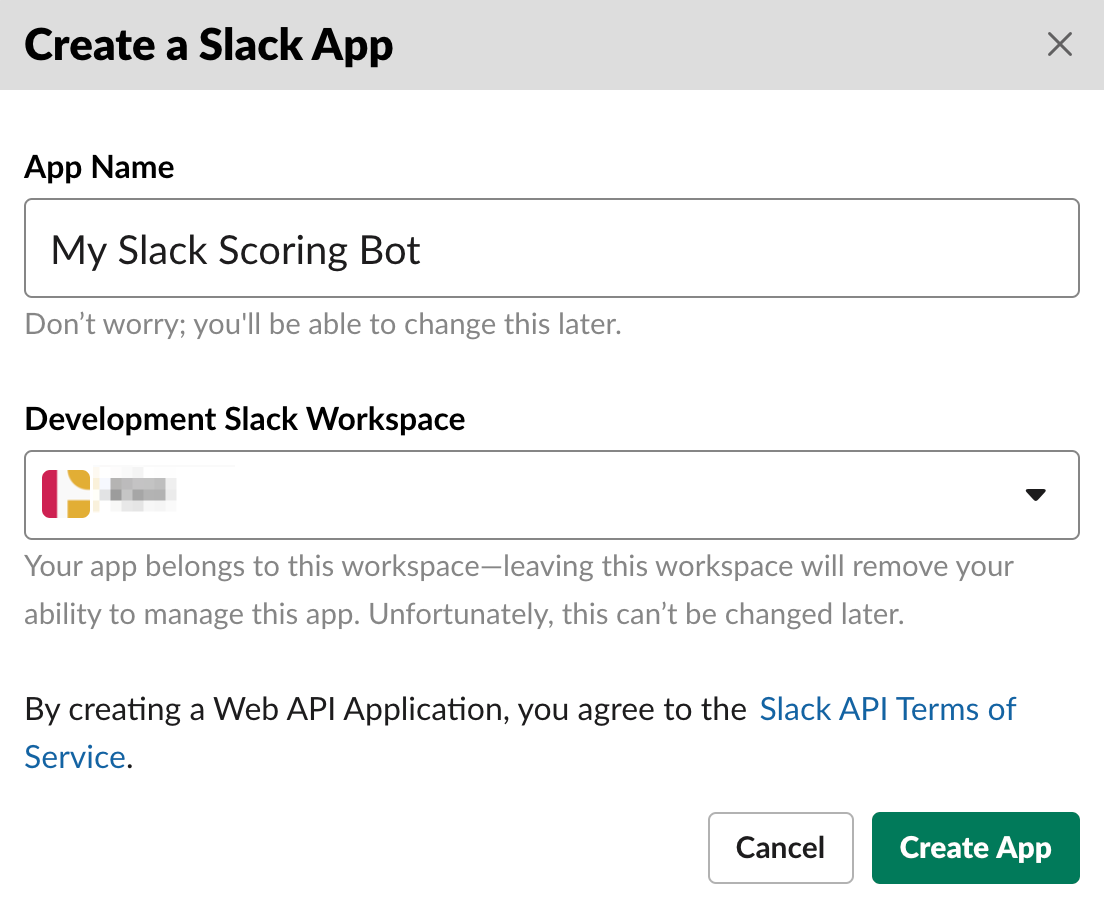 Create a Slack App
App Name
My Slack Scoring Bot
Don’t worry; you'll be able to change this later.
Development Slack Workspace
Your app belongs to this workspace—leaving this workspace will remove your
ability to manage this app. Unfortunately, this can’t be changed later.
By creating a Web API Application, you agree to the Slack API Terms of
Service.
Cancel
Create App